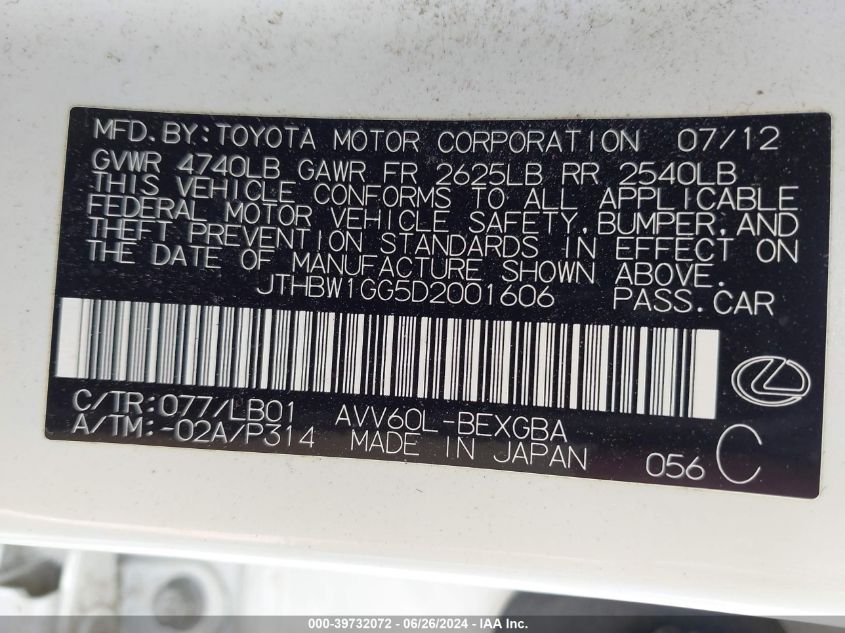 MFD.BY:TOYOTA MOTOR CORPORATION 07/12
GVWR 4740LB GAWR FR 2625LB RR 2540LB
THIS VEHICLE CONFORMS TO ALL APPLICABLE
FEDERAL MOTOR VEHICLE SAFETY,BUMPER,AND
THEFT PREVENTION STANDARDS IN EFFECT ON
THE DATE OF MANUFACTURE SHOWN ABOVE.
JTHBW1GG5D2001606 PASS.CAR
C/TR:077/LB01 AVV60L-BEXGBA
A/TM:-02A/P314 MADE IN JAPAN 056 C
000-39732072 - 06/26/2024 - Copyright IAA, Inc.